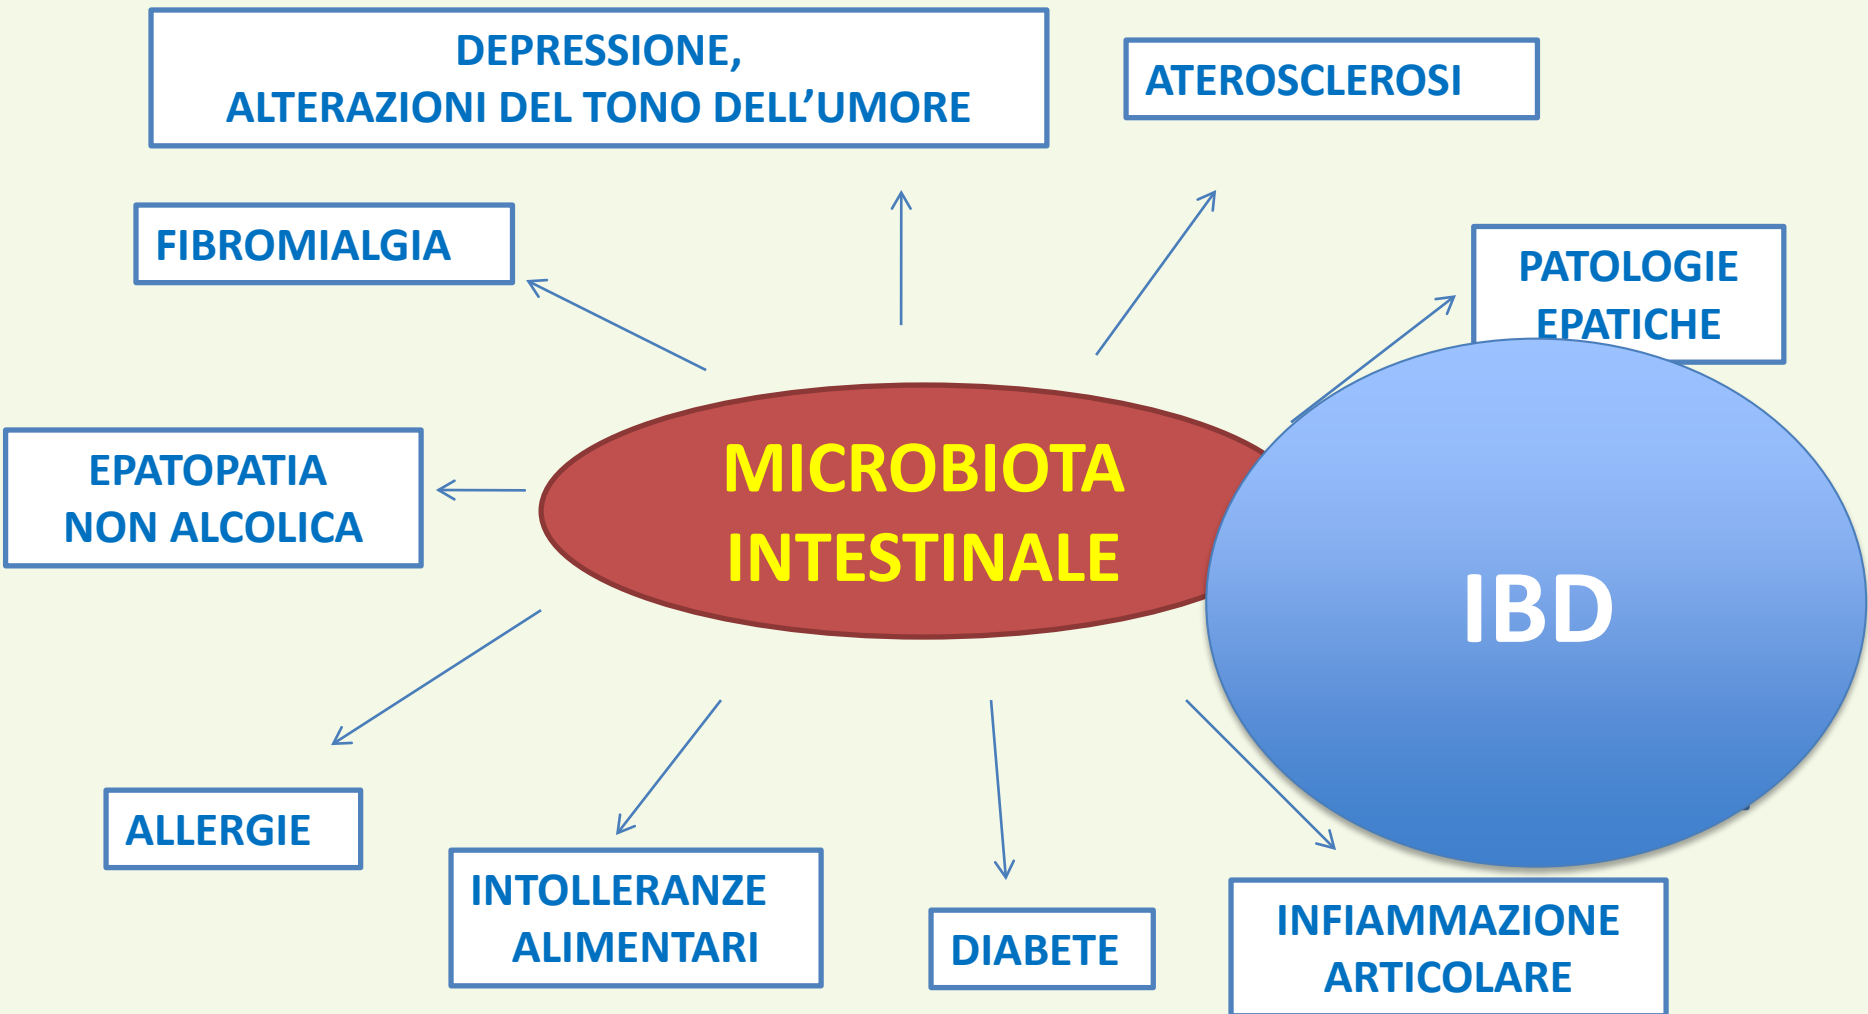 DEPRESSIONE,
ALTERAZIONI DEL TONO DELL’UMORE
ATEROSCLEROSI
FIBROMIALGIA
PATOLOGIE
EPATICHE
EPATOPATIA
NON ALCOLICA
MICROBIOTA
INTESTINALE
IBD
ALLERGIE
INTOLLERANZE
ALIMENTARI
DIABETE
INFIAMMAZIONE
ARTICOLARE